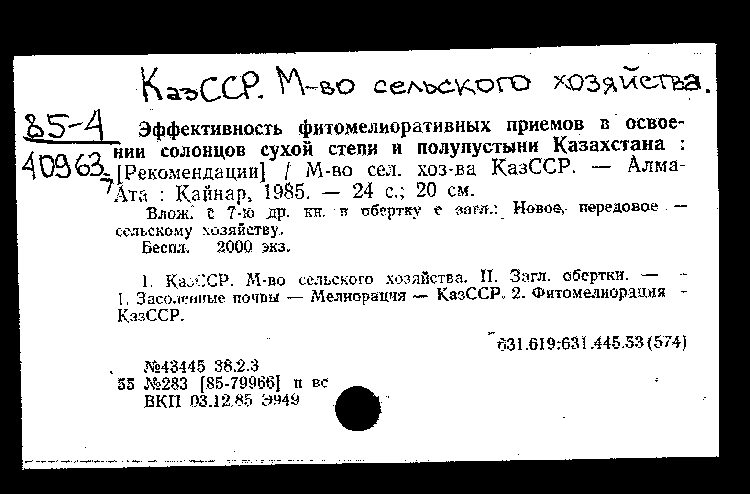 КазССР. М-во сельского хозяйства.
85-4
40963
7
Эффективность фитомелиоративных приемов в освое-
нии солонцов сухой степи и полупустыни Казахстана :
[Рекомендации] / М-во сел. хоз-ва КазССР. — Алма-
Ата : Кайнар, 1985. — 24 с.; 20 см.
Влож. с 7-ю др. кн. в обертку с загл.: Новое, передовое —
сельскому хозяйству.
Беспл. 2000 экз.
1. КазССР. М-во сельского хозяйства. II. Загл. обертки. — -
1. Засоленные почвы — Мелиорация — КазССР. 2. Фитомелиорация -
КазССР.
631.619:631.445.53(574)
№43445 38.2.3
55 №283 [85-79966] п вс
ВКП 03.12.85 Э949